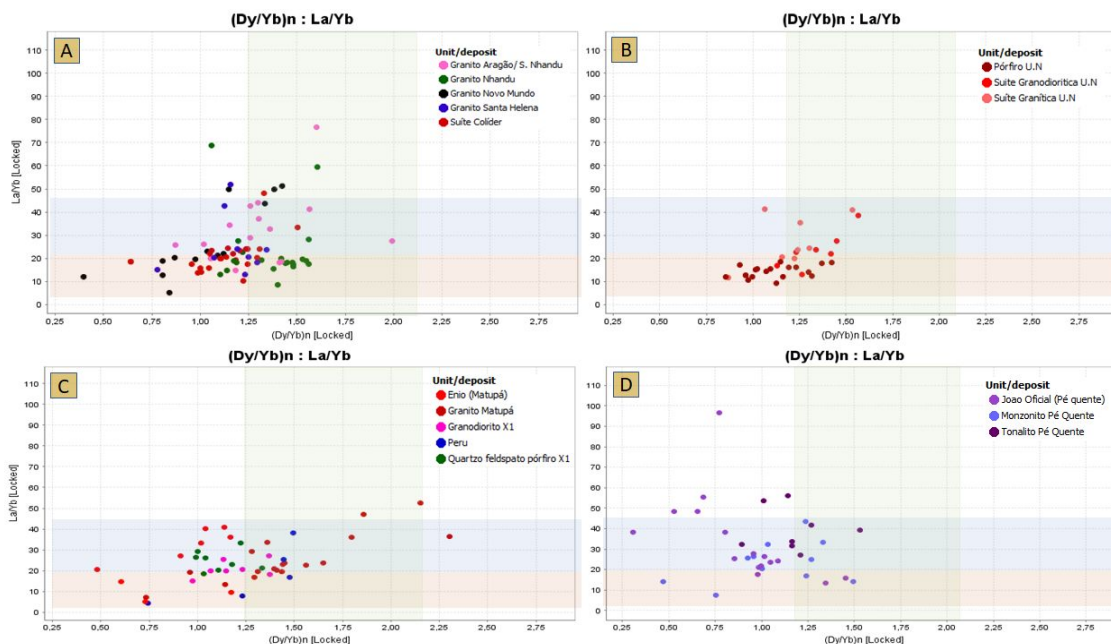 (Dy/Yb)n : La/Yb
A
Unit/deposit
Granito Aragão/ S. Nhandu
Granito Nhandu
Granito Novo Mundo
Granito Santa Helena
Suíte Colíder
La/Yb [Locked]
110
100
90
80
70
60
50
40
30
20
10
0
0,25 0,50 0,75 1,00 1,25 1,50 1,75 2,00 2,25 2,50 2,75
(Dy/Yb)n [Locked]
(Dy/Yb)n : La/Yb
B
Unit/deposit
Pórfiro U.N
Suite Granodioritica U.N
Suíte Granítica U.N
La/Yb [Locked]
110
100
90
80
70
60
50
40
30
20
10
0
0,25 0,50 0,75 1,00 1,25 1,50 1,75 2,00 2,25 2,50 2,75
(Dy/Yb)n [Locked]
(Dy/Yb)n : La/Yb
C
Unit/deposit
Enio (Matupá)
Granito Matupá
Granodiorito X1
Peru
Quartzo feldspato pórfiro X1
La/Yb [Locked]
110
100
90
80
70
60
50
40
30
20
10
0
0,25 0,50 0,75 1,00 1,25 1,50 1,75 2,00 2,25 2,50 2,75
(Dy/Yb)n [Locked]
(Dy/Yb)n : La/Yb
D
Unit/deposit
Joao Oficial (Pé quente)
Monzonito Pé Quente
Tonalito Pé Quente
La/Yb [Locked]
110
100
90
80
70
60
50
40
30
20
10
0
0,25 0,50 0,75 1,00 1,25 1,50 1,75 2,00 2,25 2,50 2,75
(Dy/Yb)n [Locked]